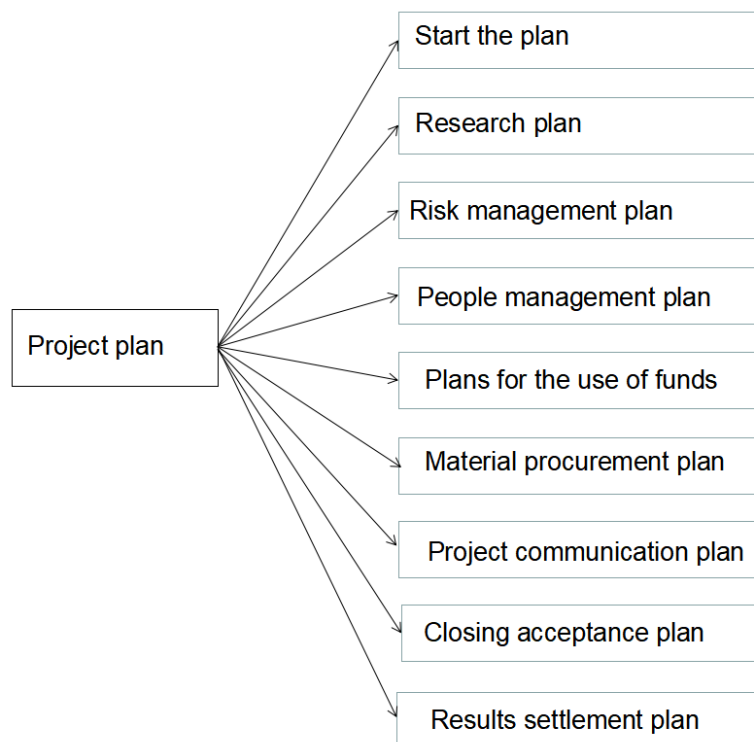 Start the plan
Research plan
Risk management plan
People management plan
Project plan
Plans for the use of funds
Material procurement plan
Project communication plan
Closing acceptance plan
Results settlement plan